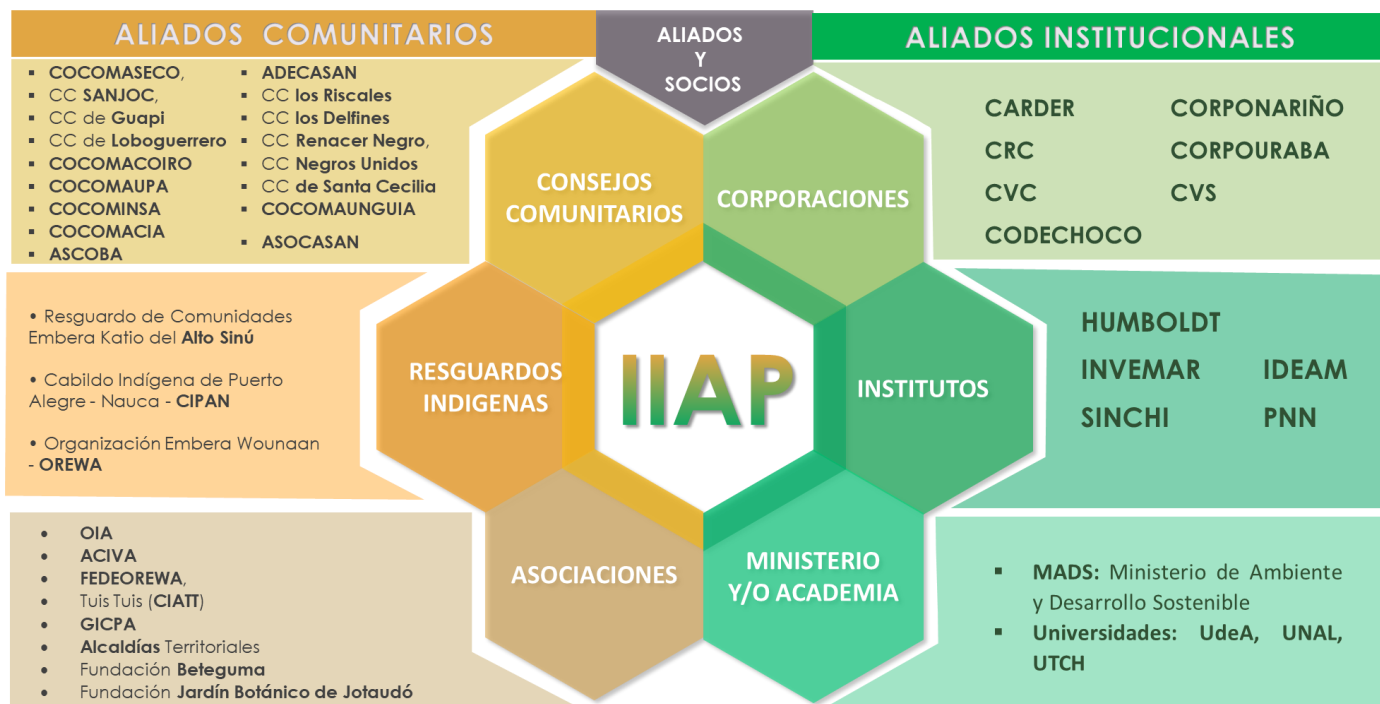 ALIADOS COMUNITARIOS
ALIADOS
Y
SOCIOS
ALIADOS INSTITUCIONALES
▪ COCOMASECO,
▪ CC SANJOC,
▪ CC de Guapi
▪ CC de Loboguerrero
▪ COCOMACOIRO
▪ COCOMAUPA
▪ COCOMINSA
▪ COCOMACIA
▪ ASCOBA
▪ ADECASAN
▪ CC los Riscales
▪ CC los Delfines
▪ CC Renacer Negro,
▪ CC Negros Unidos
▪ CC de Santa Cecilia
▪ COCOMAUNGUIA
▪ ASOCASAN
CONSEJOS
COMUNITARIOS
CORPORACIONES
CARDER
CRC
CVC
CODECHOCO
CORPONARIÑO
CORPOURABA
CVS
• Resguardo de Comunidades
Embera Katio del Alto Sinú
• Cabildo Indígena de Puerto
Alegre - Nauca - CIPAN
• Organización Embera Wounaan
- OREWA
RESGUARDOS
INDIGENAS
IIAP
INSTITUTOS
HUMBOLDT
INVEMAR IDEAM
SINCHI PNN
• OIA
• ACIVA
• FEDEOREWA,
• Tuis Tuis (CIATT)
• GICPA
• Alcaldías Territoriales
• Fundación Beteguma
• Fundación Jardín Botánico de Jotaudó
ASOCIACIONES
MINISTERIO
Y/O ACADEMIA
▪ MADS: Ministerio de Ambiente
y Desarrollo Sostenible
▪ Universidades: UdeA, UNAL,
UTCH